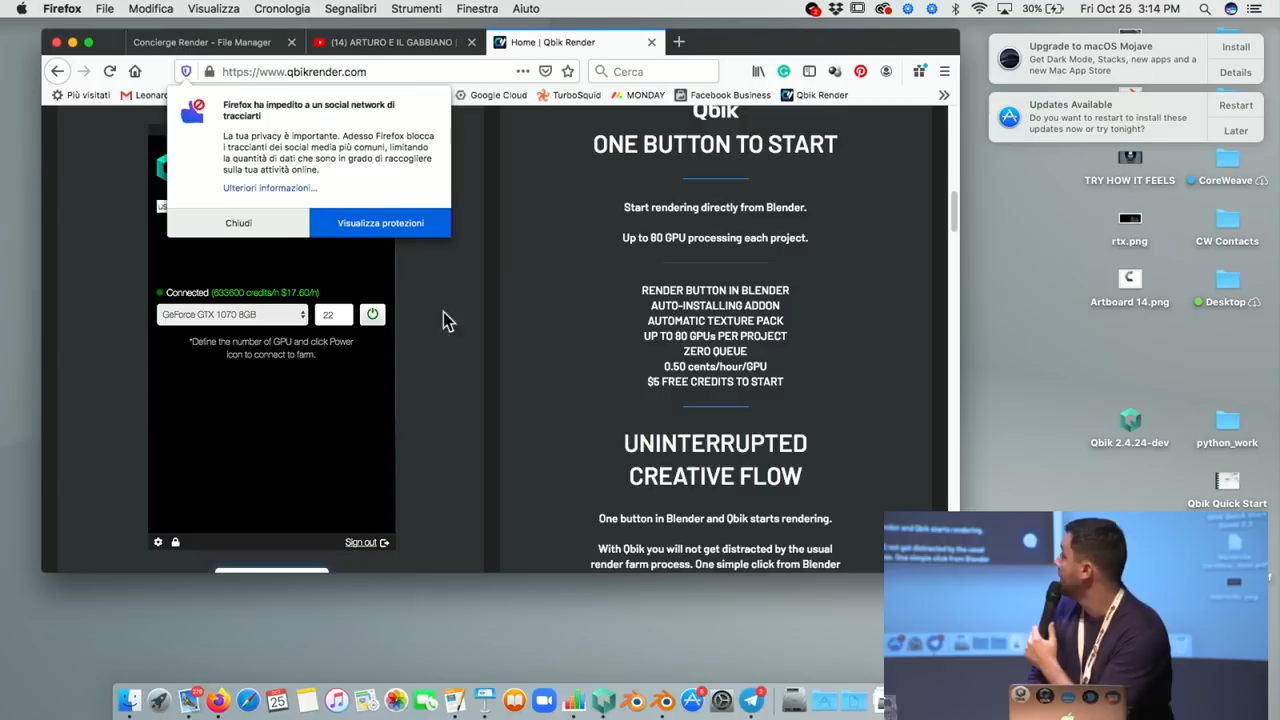 Firefox File Modifica Visualizza Cronologia Segnalibri Strumenti Finestra Aiuto
2
30%
Fri Oct 25 3:14 PM
Concierge Render - File Manager
(14) ARTURO E IL GABBIANO
Home | Qbik Render
https://www.qbikrender.com
Cerca
Più visitati
Google Cloud
TurboSquid
MONDAY
Facebook Business
Qbik Render
Firefox ha impedito a un social network di
tracciarti
La tua privacy è importante. Adesso Firefox blocca
i traccianti dei social media più comuni, limitando
la quantità di dati che sono in grado di raccogliere
sulla tua attività online.
Ulteriori informazioni...
Chiudi
Visualizza protezioni
Connected (633600 credits/h $17.60/h)
GeForce GTX 1070 8GB
22
*Define the number of GPU and click Power
icon to connect to farm.
Sign out
Qbik
ONE BUTTON TO START
Start rendering directly from Blender.
Up to 80 GPU processing each project.
RENDER BUTTON IN BLENDER
AUTO-INSTALLING ADDON
AUTOMATIC TEXTURE PACK
UP TO 80 GPUs PER PROJECT
ZERO QUEUE
0.50 cents/hour/GPU
$5 FREE CREDITS TO START
UNINTERRUPTED
CREATIVE FLOW
One button in Blender and Qbik starts rendering.
With Qbik you will not get distracted by the usual
render farm process. One simple click from Blender
Upgrade to macOS Mojave
Get Dark Mode, Stacks, new apps and a
new Mac App Store
Install
Details
Updates Available
Do you want to restart to install these
updates now or try tonight?
Restart
Later
TRY HOW IT FEELS
CoreWeave
rtx.png
CW Contacts
Artboard 14.png
Desktop
Qbik 2.4.24-dev
python_work
Qbik Quick Start